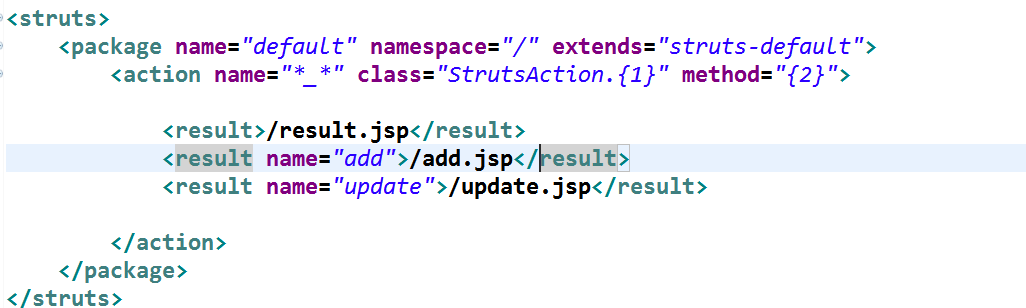 <struts>
<package name="default" namespace="/" extends="struts-default">
<action name="*_*" class="StrutsAction.{1}" method="{2}">
<result>/result.jsp</result>
<result name="add">/add.jsp</result>
<result name="update">/update.jsp</result>
</action>
</package>
</struts>